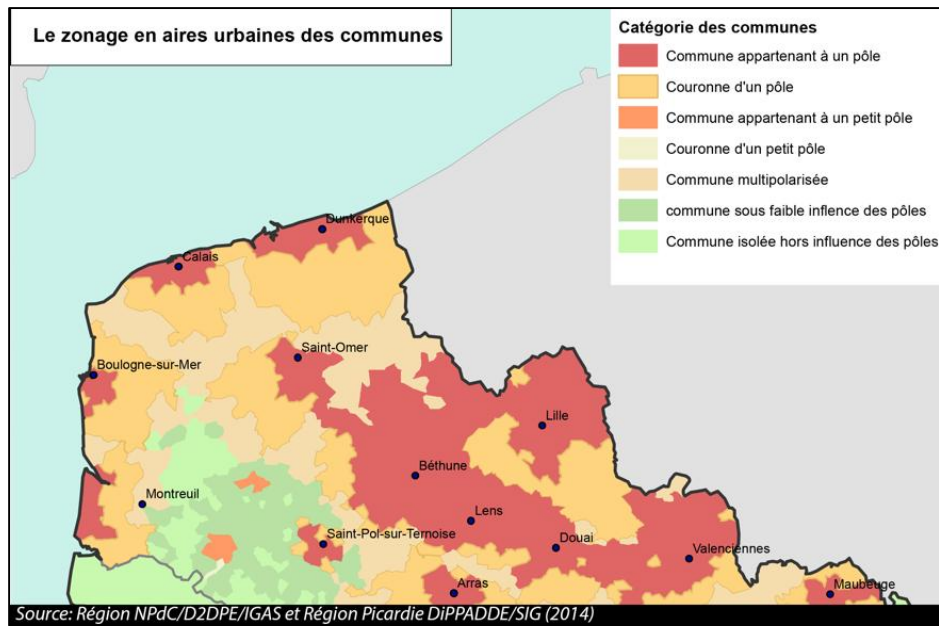 Le zonage en aires urbaines des communes
Catégorie des communes
Commune appartenant à un pôle
Couronne d'un pôle
Commune appartenant à un petit pôle
Couronne d'un petit pôle
Commune multipolarisée
commune sous faible inflence des pôles
Commune isolée hors influence des pôles
Dunkerque
Calais
Saint-Omer
Boulogne-sur-Mer
Lille
Béthune
Montreuil
Lens
Saint-Pol-sur-Ternoise
Douai
Valenciennes
Arras
Maubeuge
Source: Région NPdC/D2DPE/IGAS et Région Picardie DiPPADDE/SIG (2014)